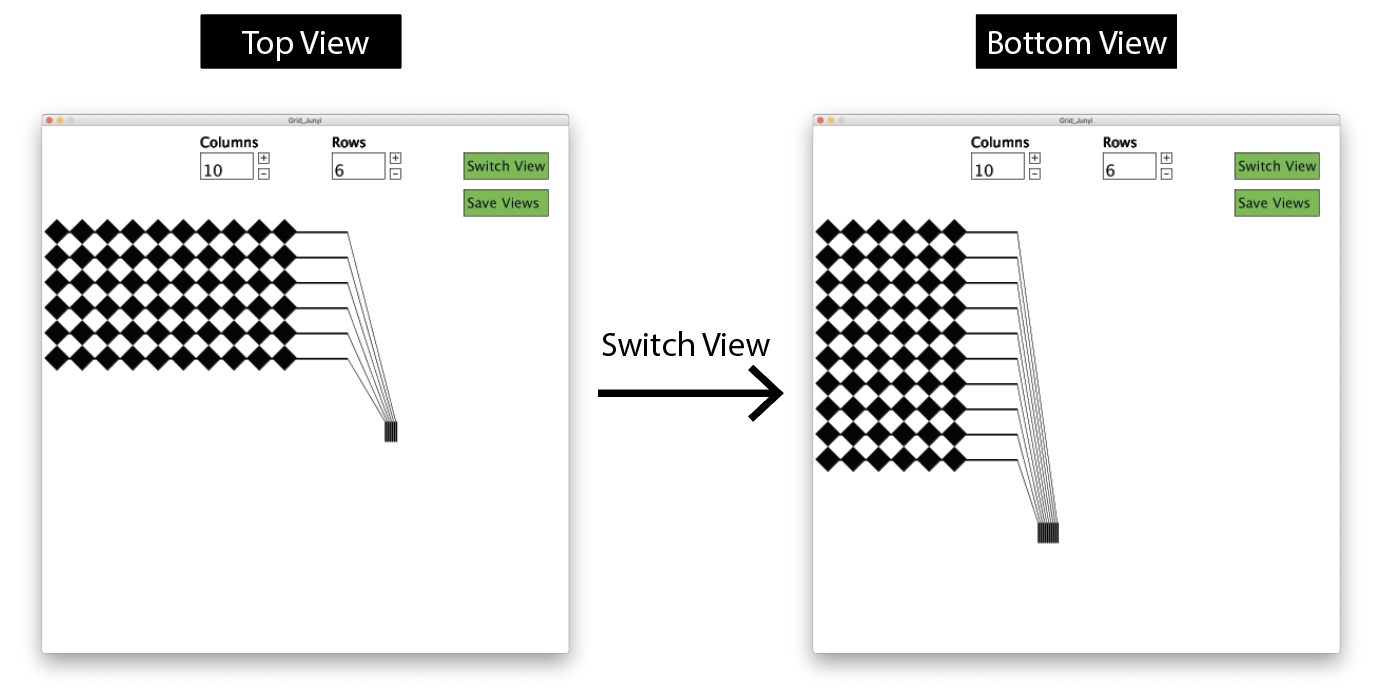 Top View
Bottom View
Grid_Junyi
Columns
Rows
10
+
-
6
+
-
Switch View
Save Views
Switch View
Grid_Junyi
Columns
Rows
10
+
-
6
+
-
Switch View
Save Views